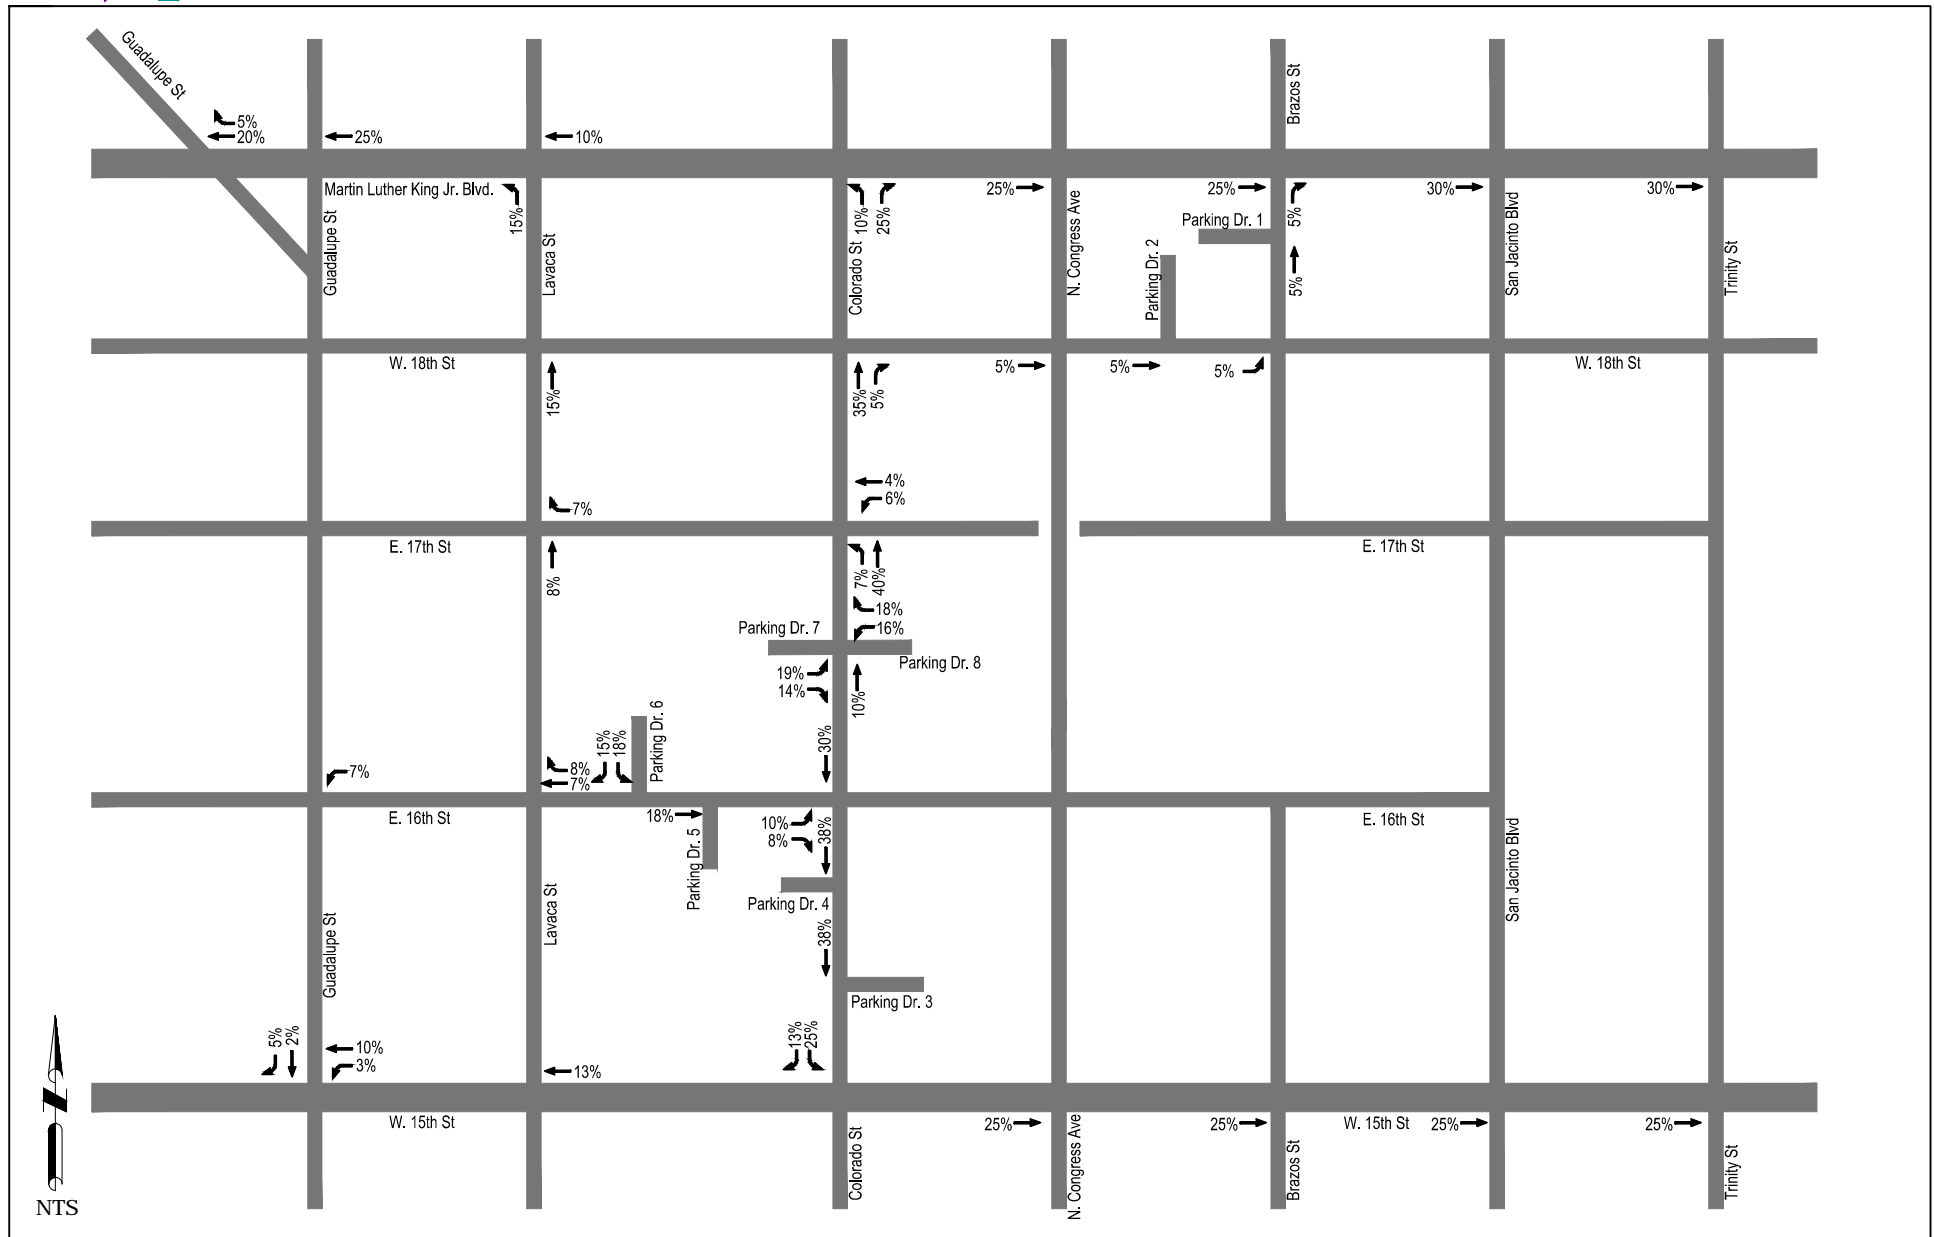 Guadalupe St
Brazos St
5%
20%
25%
10%
Martin Luther King Jr. Blvd.
25%
25%
30%
30%
15%
10%
25%
5%
Parking Dr. 1
Guadalupe St
Lavaca St
Colorado St
N. Congress Ave
Parking Dr. 2
5%
San Jacinto Blvd
Trinity St
W. 18th St
5%
5%
5%
W. 18th St
15%
35%
5%
4%
6%
7%
E. 17th St
E. 17th St
8%
7%
40%
18%
16%
Parking Dr. 7
Parking Dr. 8
19%
14%
10%
30%
15%
18%
Parking Dr. 6
7%
8%
7%
E. 16th St
18%
10%
8%
38%
E. 16th St
Parking Dr. 5
Parking Dr. 4
38%
San Jacinto Blvd
Guadalupe St
Lavaca St
Parking Dr. 3
5%
2%
10%
3%
13%
13%
25%
W. 15th St
25%
25%
W. 15th St
25%
25%
Colorado St
N. Congress Ave
Brazos St
Trinity St
NTS